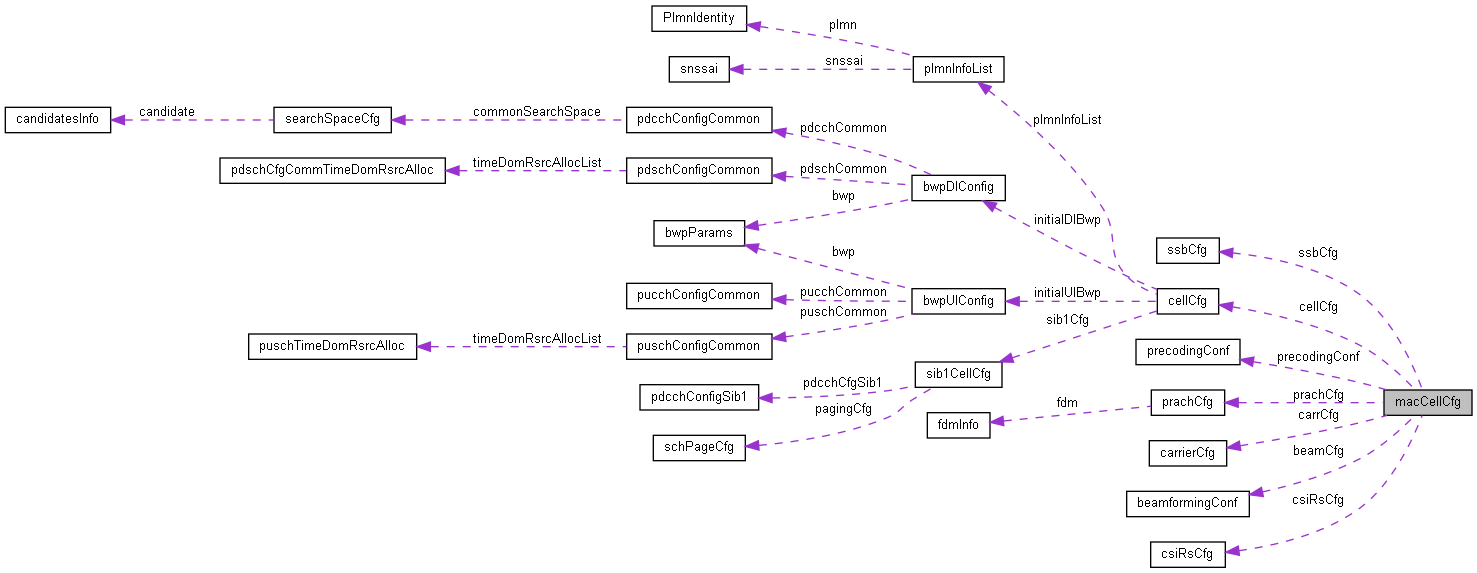 PlmnIdentity
plmn
snssai
snssai
plmnInfoList
candidatesInfo
candidate
searchSpaceCfg
commonSearchSpace
pdcchConfigCommon
pdcchCommon
plmnInfoList
pdschCfgCommTimeDomRsrcAlloc
timeDomRsrcAllocList
pdschConfigCommon
pdschCommon
bwpDlConfig
bwp
bwpParams
initialDlBwp
ssbCfg
ssbCfg
bwp
pucchConfigCommon
pucchCommon
bwpUlConfig
initialUlBwp
cellCfg
cellCfg
puschCommon
sib1Cfg
puschTimeDomRsrcAlloc
timeDomRsrcAllocList
puschConfigCommon
precodingConf
precodingConf
sib1CellCfg
pdcchCfgSib1
pdcchConfigSib1
pagingCfg
schPageCfg
fdmInfo
fdm
prachCfg
prachCfg
macCellCfg
carrCfg
carrierCfg
beamCfg
beamformingConf
csiRsCfg
csiRsCfg